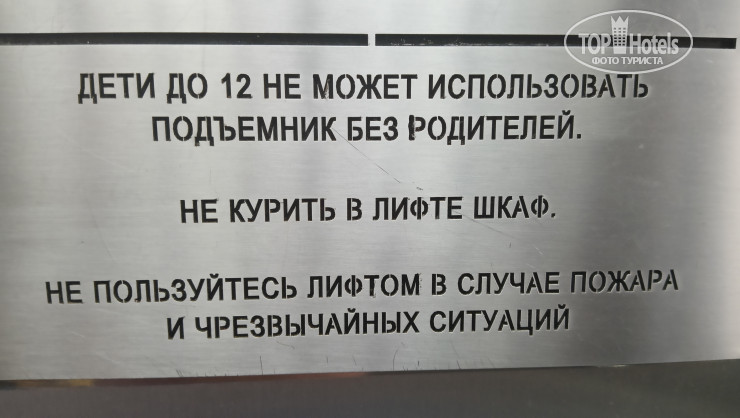 TOP Hotels
ФОТО ТУРИСТА
ДЕТИ ДО 12 НЕ МОЖЕТ ИСПОЛЬЗОВАТЬ
ПОДЪЕМНИК БЕЗ РОДИТЕЛЕЙ.
НЕ КУРИТЬ В ЛИФТЕ ШКАФ.
НЕ ПОЛЬЗУЙТЕСЬ ЛИФТОМ В СЛУЧАЕ ПОЖАРА
И ЧРЕЗВЫЧАЙНЫХ СИТУАЦИЙ